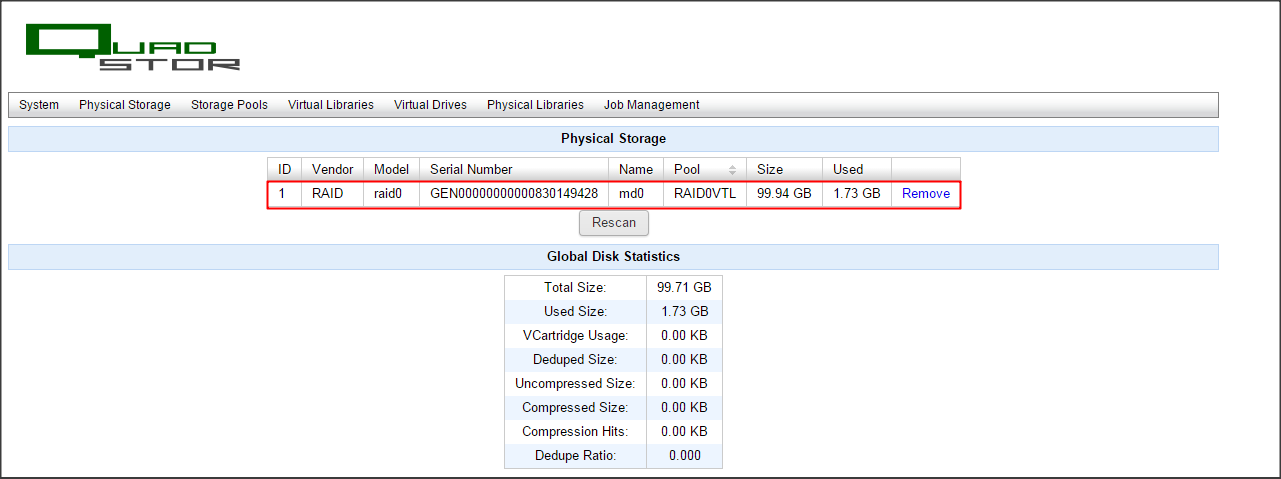 QUAD
STOR
System Physical Storage Storage Pools Virtual Libraries Virtual Drives Physical Libraries Job Management
Physical Storage
ID Vendor Model Serial Number Name Pool Size Used
1 RAID raid0 GEN00000000000830149428 md0 RAID0VTL 99.94 GB 1.73 GB Remove
Rescan
Global Disk Statistics
Total Size: 99.71 GB
Used Size: 1.73 GB
VCartridge Usage: 0.00 KB
Deduped Size: 0.00 KB
Uncompressed Size: 0.00 KB
Compressed Size: 0.00 KB
Compression Hits: 0.00 KB
Dedupe Ratio: 0.000